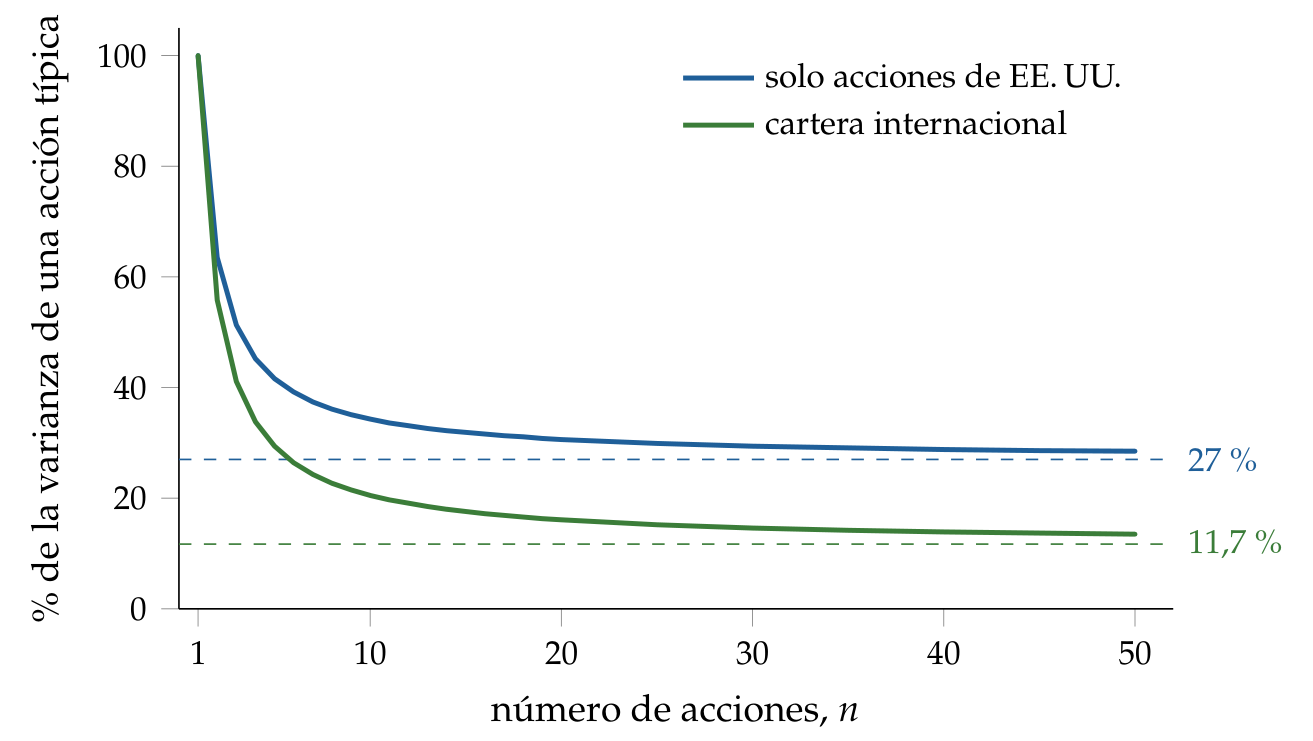 % de la varianza de una acción típica
100
80
60
40
20
0
solo acciones de EE. UU.
cartera internacional
27 %
11,7 %
1 10 20 30 40 50
número de acciones, n